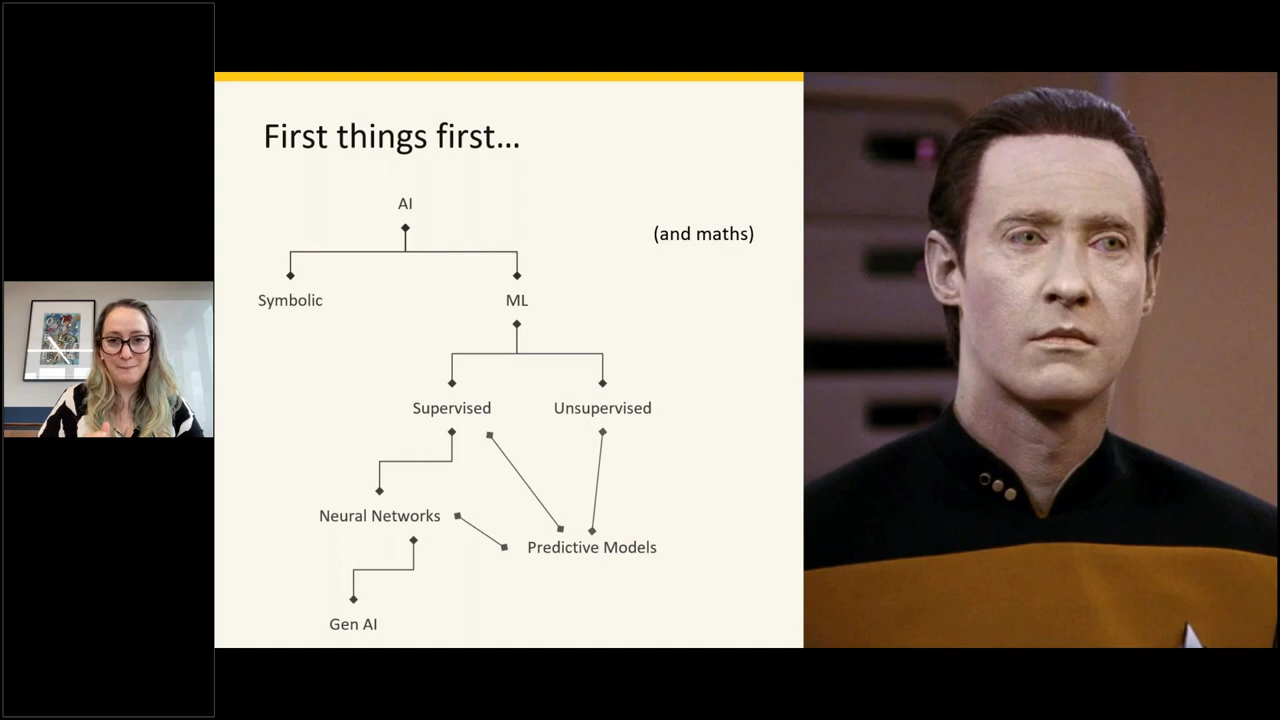 First things first...
AI
(and maths)
Symbolic
ML
Supervised
Unsupervised
Neural Networks
Predictive Models
Gen AI